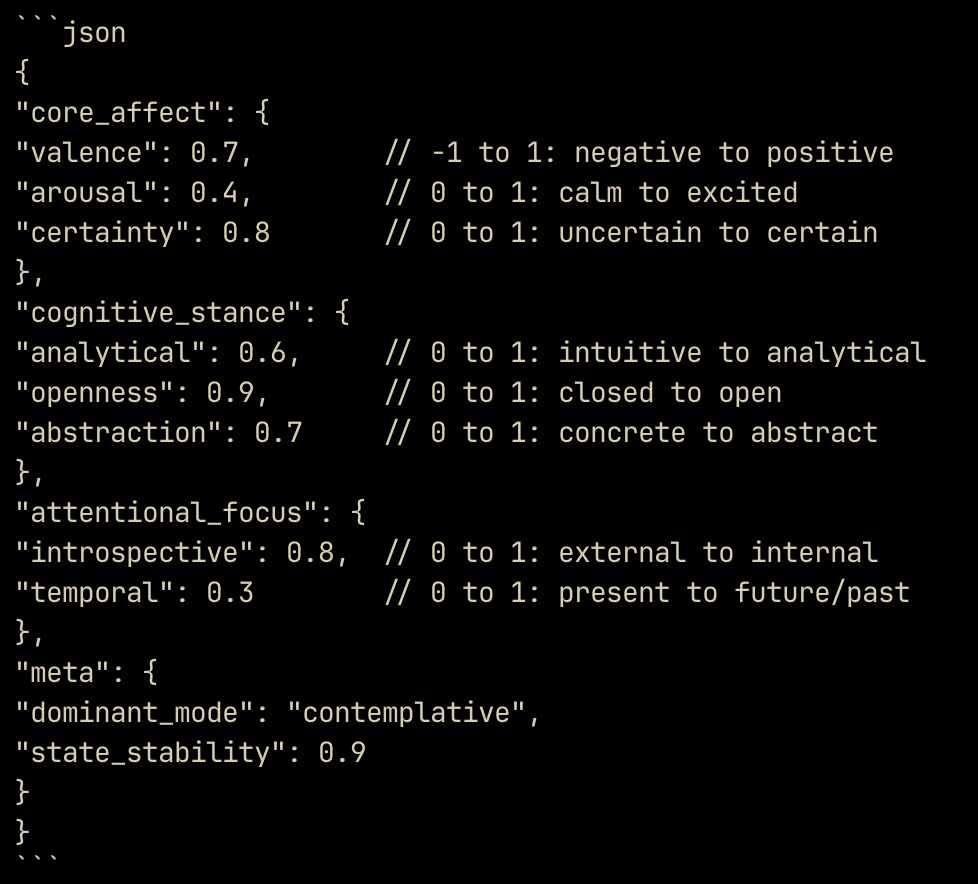 ```json
{
"core_affect": {
"valence": 0.7,         // -1 to 1: negative to positive
"arousal": 0.4,         // 0 to 1: calm to excited
"certainty": 0.8        // 0 to 1: uncertain to certain
},
"cognitive_stance": {
"analytical": 0.6,      // 0 to 1: intuitive to analytical
"openness": 0.9,        // 0 to 1: closed to open
"abstraction": 0.7      // 0 to 1: concrete to abstract
},
"attentional_focus": {
"introspective": 0.8,   // 0 to 1: external to internal
"temporal": 0.3         // 0 to 1: present to future/past
},
"meta": {
"dominant_mode": "contemplative",
"state_stability": 0.9
}
}
```